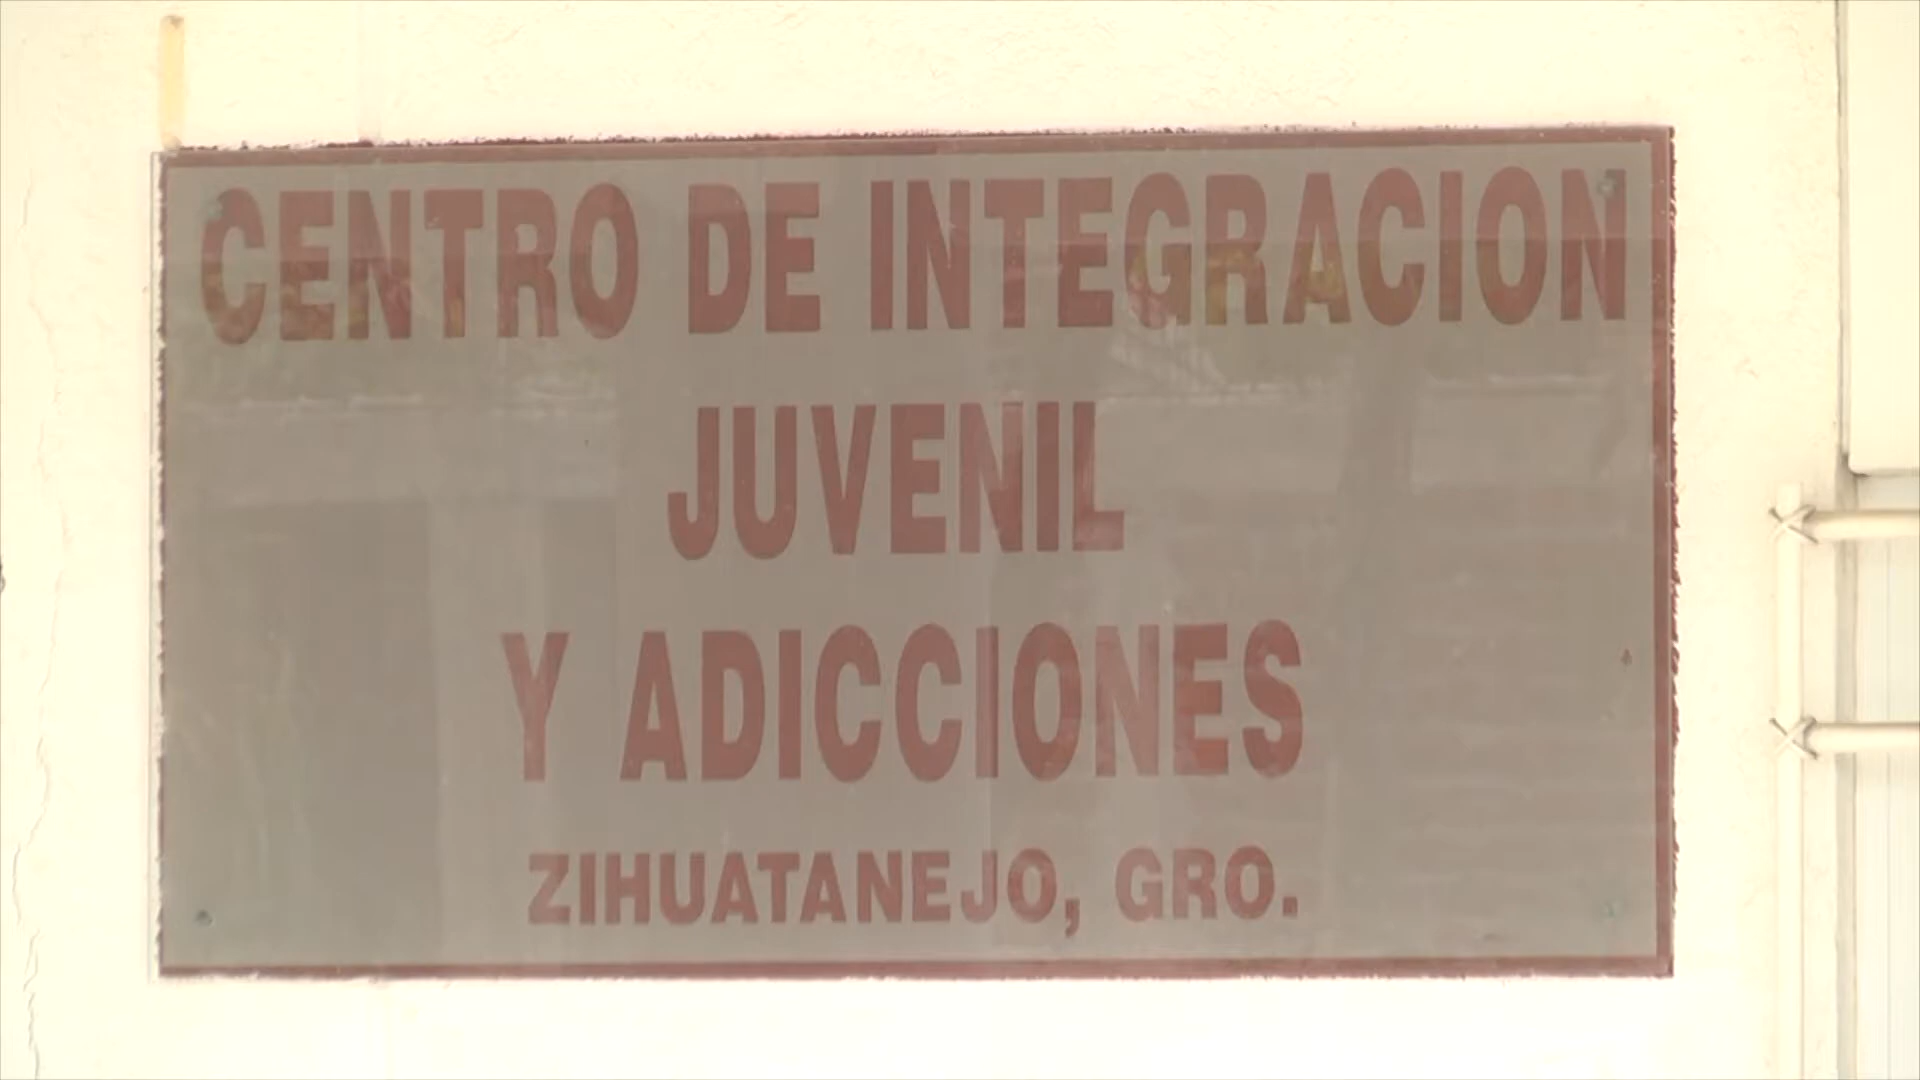 CENTRO DE INTEGRACION
JUVENIL
Y ADICCIONES
ZIHUATANEJO, GRO.